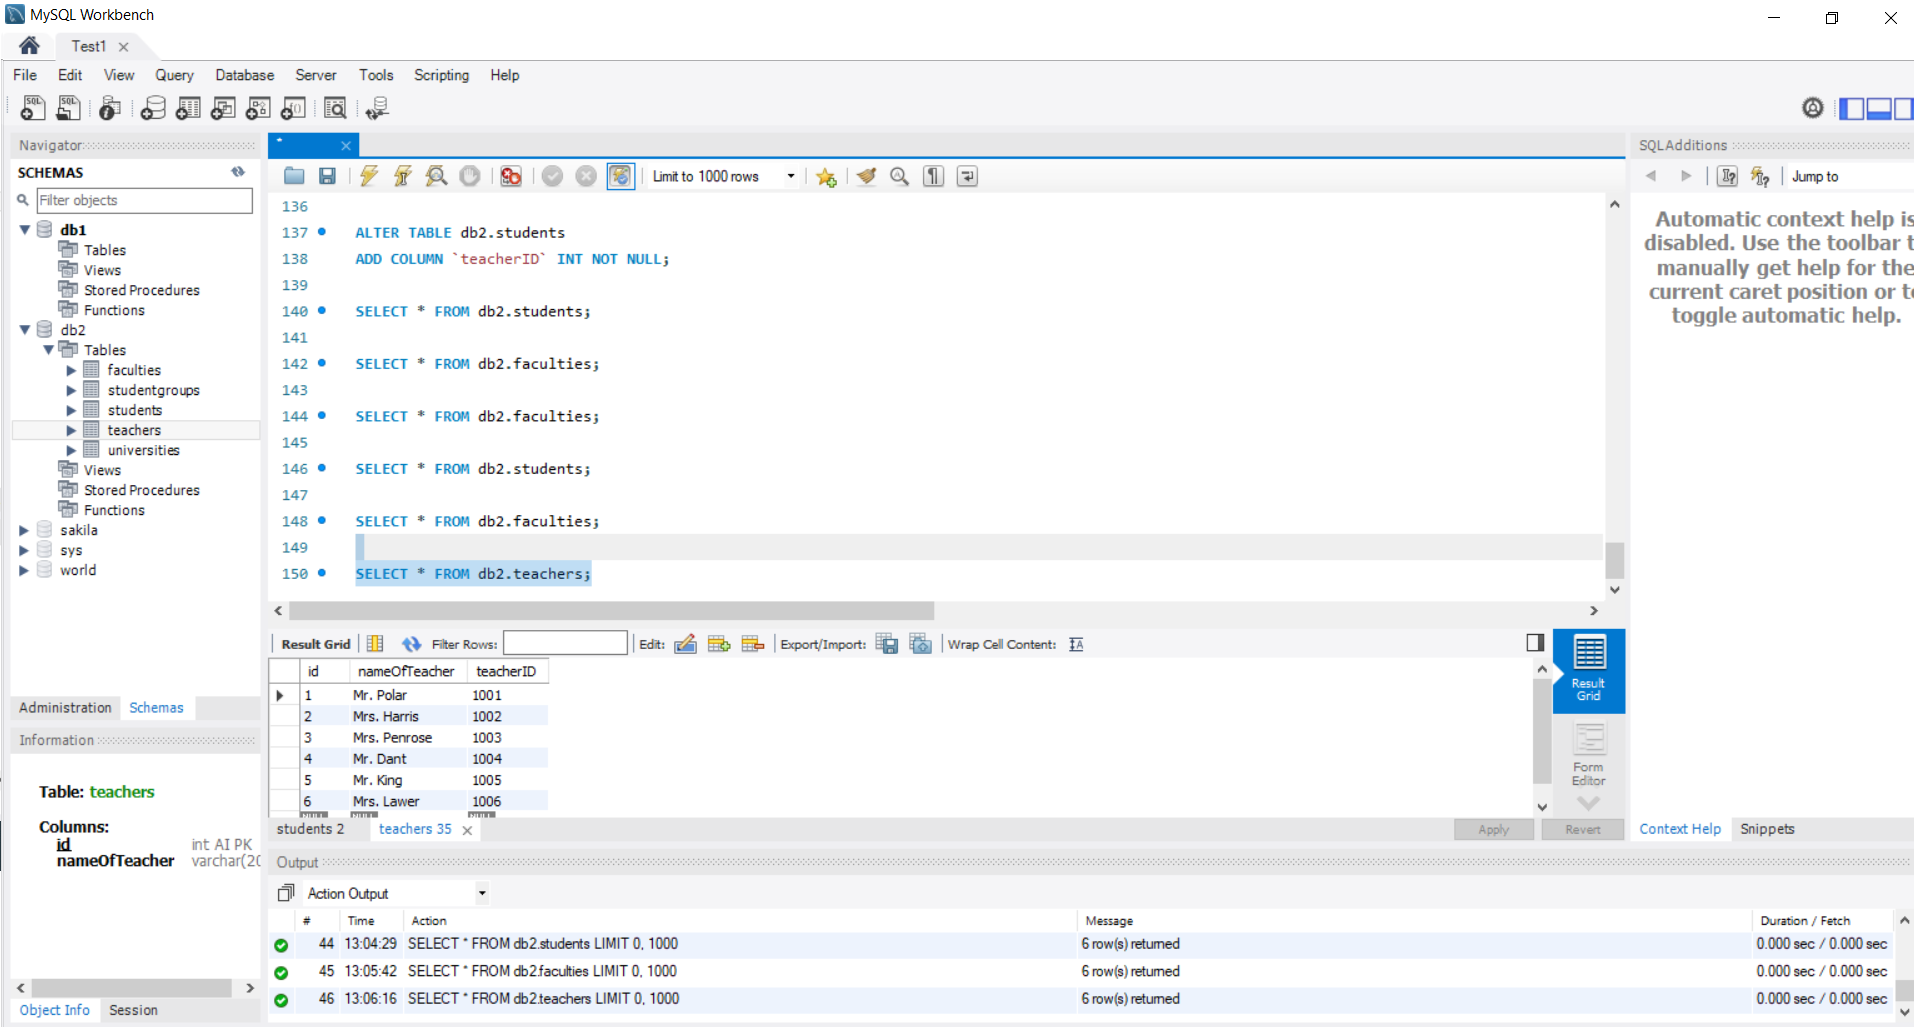 MySQL Workbench
Test1
File Edit View Query Database Server Tools Scripting Help
Navigator
SCHEMAS
Filter objects
db1
Tables
Views
Stored Procedures
Functions
db2
Tables
faculties
studentgroups
students
teachers
universities
Views
Stored Procedures
Functions
sakila
sys
world
Administration Schemas
Information
Table: teachers
Columns:
id int AI PK
nameOfTeacher varchar(20
Object Info Session
*
Limit to 1000 rows
136
137 ALTER TABLE db2.students
138 ADD COLUMN `teacherID` INT NOT NULL;
139
140 SELECT * FROM db2.students;
141
142 SELECT * FROM db2.faculties;
143
144 SELECT * FROM db2.faculties;
145
146 SELECT * FROM db2.students;
147
148 SELECT * FROM db2.faculties;
149
150 SELECT * FROM db2.teachers;
Result Grid Filter Rows: Edit: Export/Import: Wrap Cell Content:
id nameOfTeacher teacherID
1 Mr. Polar 1001
2 Mrs. Harris 1002
3 Mrs. Penrose 1003
4 Mr. Dant 1004
5 Mr. King 1005
6 Mrs. Lawer 1006
NULL NULL NULL
Result
Grid
Form
Editor
students 2 teachers 35
Apply Revert
SQLAdditions
Jump to
Automatic context help is
disabled. Use the toolbar t
manually get help for the
current caret position or t
toggle automatic help.
Context Help Snippets
Output
Action Output
# Time Action Message Duration / Fetch
44 13:04:29 SELECT * FROM db2.students LIMIT 0, 1000 6 row(s) returned 0.000 sec / 0.000 sec
45 13:05:42 SELECT * FROM db2.faculties LIMIT 0, 1000 6 row(s) returned 0.000 sec / 0.000 sec
46 13:06:16 SELECT * FROM db2.teachers LIMIT 0, 1000 6 row(s) returned 0.000 sec / 0.000 sec